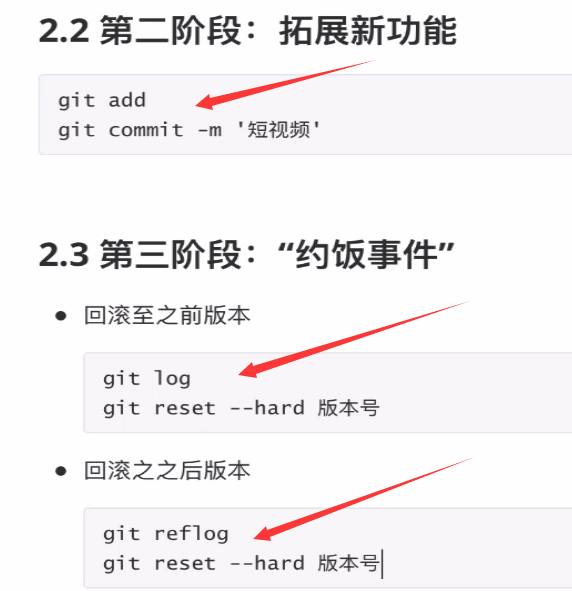 2.2 第二阶段：拓展新功能
git add
git commit -m '短视频'
2.3 第三阶段：“约饭事件”
回滚至之前版本
git log
git reset --hard 版本号
回滚之之后版本
git reflog
git reset --hard 版本号